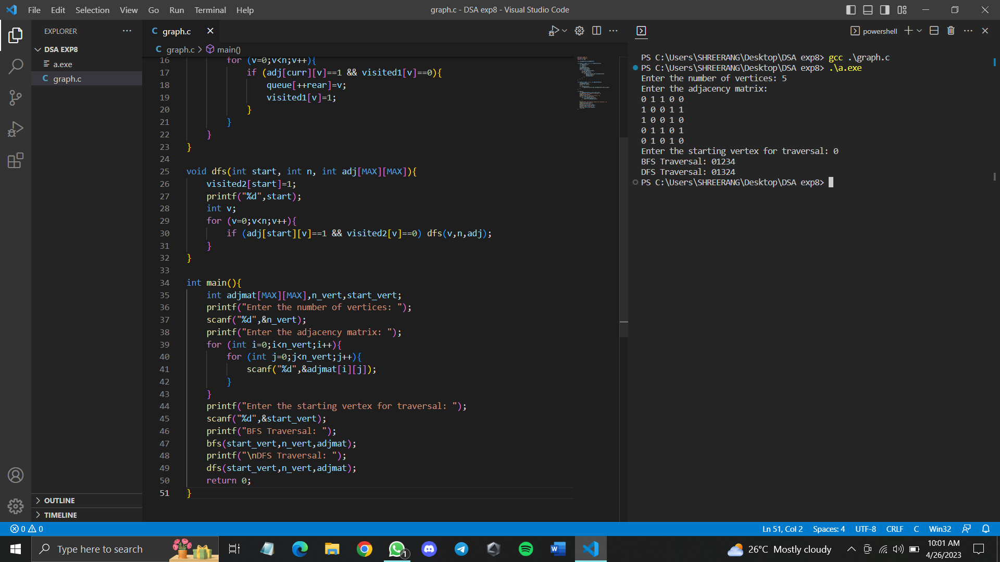 File Edit Selection View Go Run Terminal Help
graph.c - DSA exp8 - Visual Studio Code
EXPLORER
DSA EXP8
a.exe
C graph.c
OUTLINE
TIMELINE
C graph.c
C graph.c > main()
16 for (v=0;v<n;v++){
17 if (adj[curr][v]==1 && visited1[v]==0){
18 queue[++rear]=v;
19 visited1[v]=1;
20 }
21 }
22 }
23 }
24
25 void dfs(int start, int n, int adj[MAX][MAX]){
26 visited2[start]=1;
27 printf("%d",start);
28 int v;
29 for (v=0;v<n;v++){
30 if (adj[start][v]==1 && visited2[v]==0) dfs(v,n,adj);
31 }
32 }
33
34 int main(){
35 int adjmat[MAX][MAX],n_vert,start_vert;
36 printf("Enter the number of vertices: ");
37 scanf("%d",&n_vert);
38 printf("Enter the adjacency matrix: ");
39 for (int i=0;i<n_vert;i++){
40 for (int j=0;j<n_vert;j++){
41 scanf("%d",&adjmat[i][j]);
42 }
43 }
44 printf("Enter the starting vertex for traversal: ");
45 scanf("%d",&start_vert);
46 printf("BFS Traversal: ");
47 bfs(start_vert,n_vert,adjmat);
48 printf("\nDFS Traversal: ");
49 dfs(start_vert,n_vert,adjmat);
50 return 0;
51 }
powershell
PS C:\Users\SHREERANG\Desktop\DSA exp8> gcc .\graph.c
PS C:\Users\SHREERANG\Desktop\DSA exp8> .\a.exe
Enter the number of vertices: 5
Enter the adjacency matrix:
0 1 1 0 0
1 0 0 1 1
1 0 0 1 0
0 1 1 0 1
0 1 0 1 0
Enter the starting vertex for traversal: 0
BFS Traversal: 01234
DFS Traversal: 01324
PS C:\Users\SHREERANG\Desktop\DSA exp8>
0 0
Ln 51, Col 2 Spaces: 4 UTF-8 CRLF C Win32
Type here to search
1
26°C Mostly cloudy
10:01 AM
4/26/2023